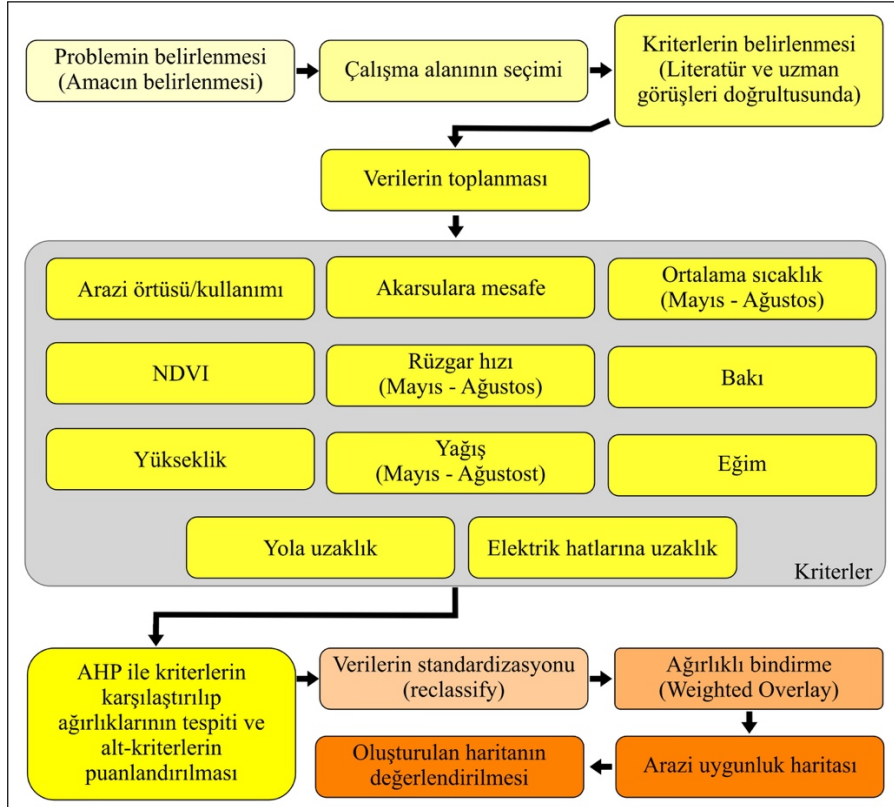 Problemin belirlenmesi
(Amacın belirlenmesi)
Çalışma alanının seçimi
Kriterlerin belirlenmesi
(Literatür ve uzman
görüşleri doğrultusunda)
Verilerin toplanması
Arazi örtüsü/kullanımı
Akarsulara mesafe
Ortalama sıcaklık
(Mayıs - Ağustos)
NDVI
Rüzgar hızı
(Mayıs - Ağustos)
Bakı
Yükseklik
Yağış
(Mayıs - Ağustost)
Eğim
Yola uzaklık
Elektrik hatlarına uzaklık
Kriterler
AHP ile kriterlerin
karşılaştırılıp
ağırlıklarının tespiti ve
alt-kriterlerin
puanlandırılması
Verilerin standardizasyonu
(reclassify)
Ağırlıklı bindirme
(Weighted Overlay)
Oluşturulan haritanın
değerlendirilmesi
Arazi uygunluk haritası